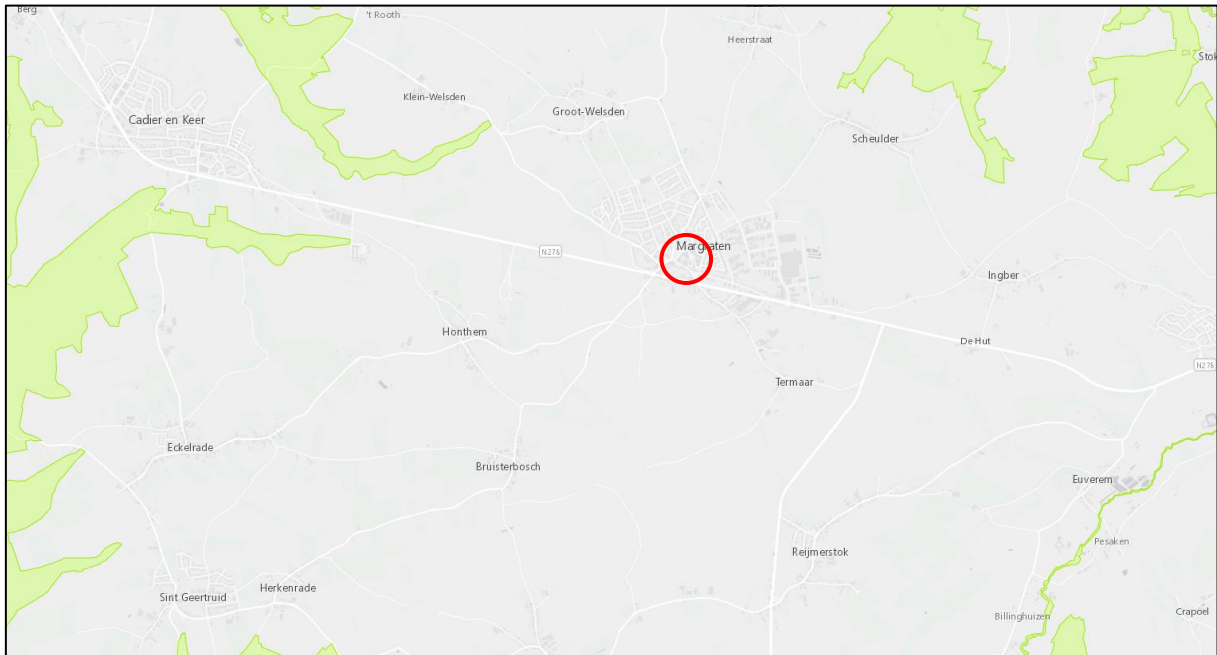 Berg
't Rooth
Heerstraat
Stok
Klein-Welsden
Groot-Welsden
Cadier en Keer
Scheulder
Margraten
N278
Ingber
Honthem
De Hut
N278
Termaar
Eckelrade
Bruisterbosch
Euverem
Pesaken
Reijmerstok
Herkenrade
Sint Geertruid
Billinghuizen
Crapoel